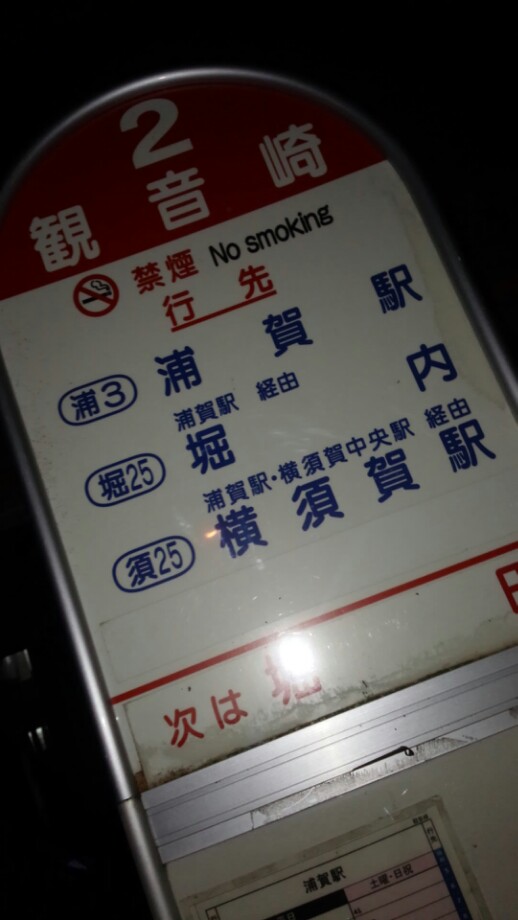 2
観音崎
禁煙 No smoking
行先
浦3 浦賀駅
浦賀駅 経由
堀25 堀内
浦賀駅・横須賀中央駅 経由
須25 横須賀駅
次は 堀
浦賀駅
土曜・日祝